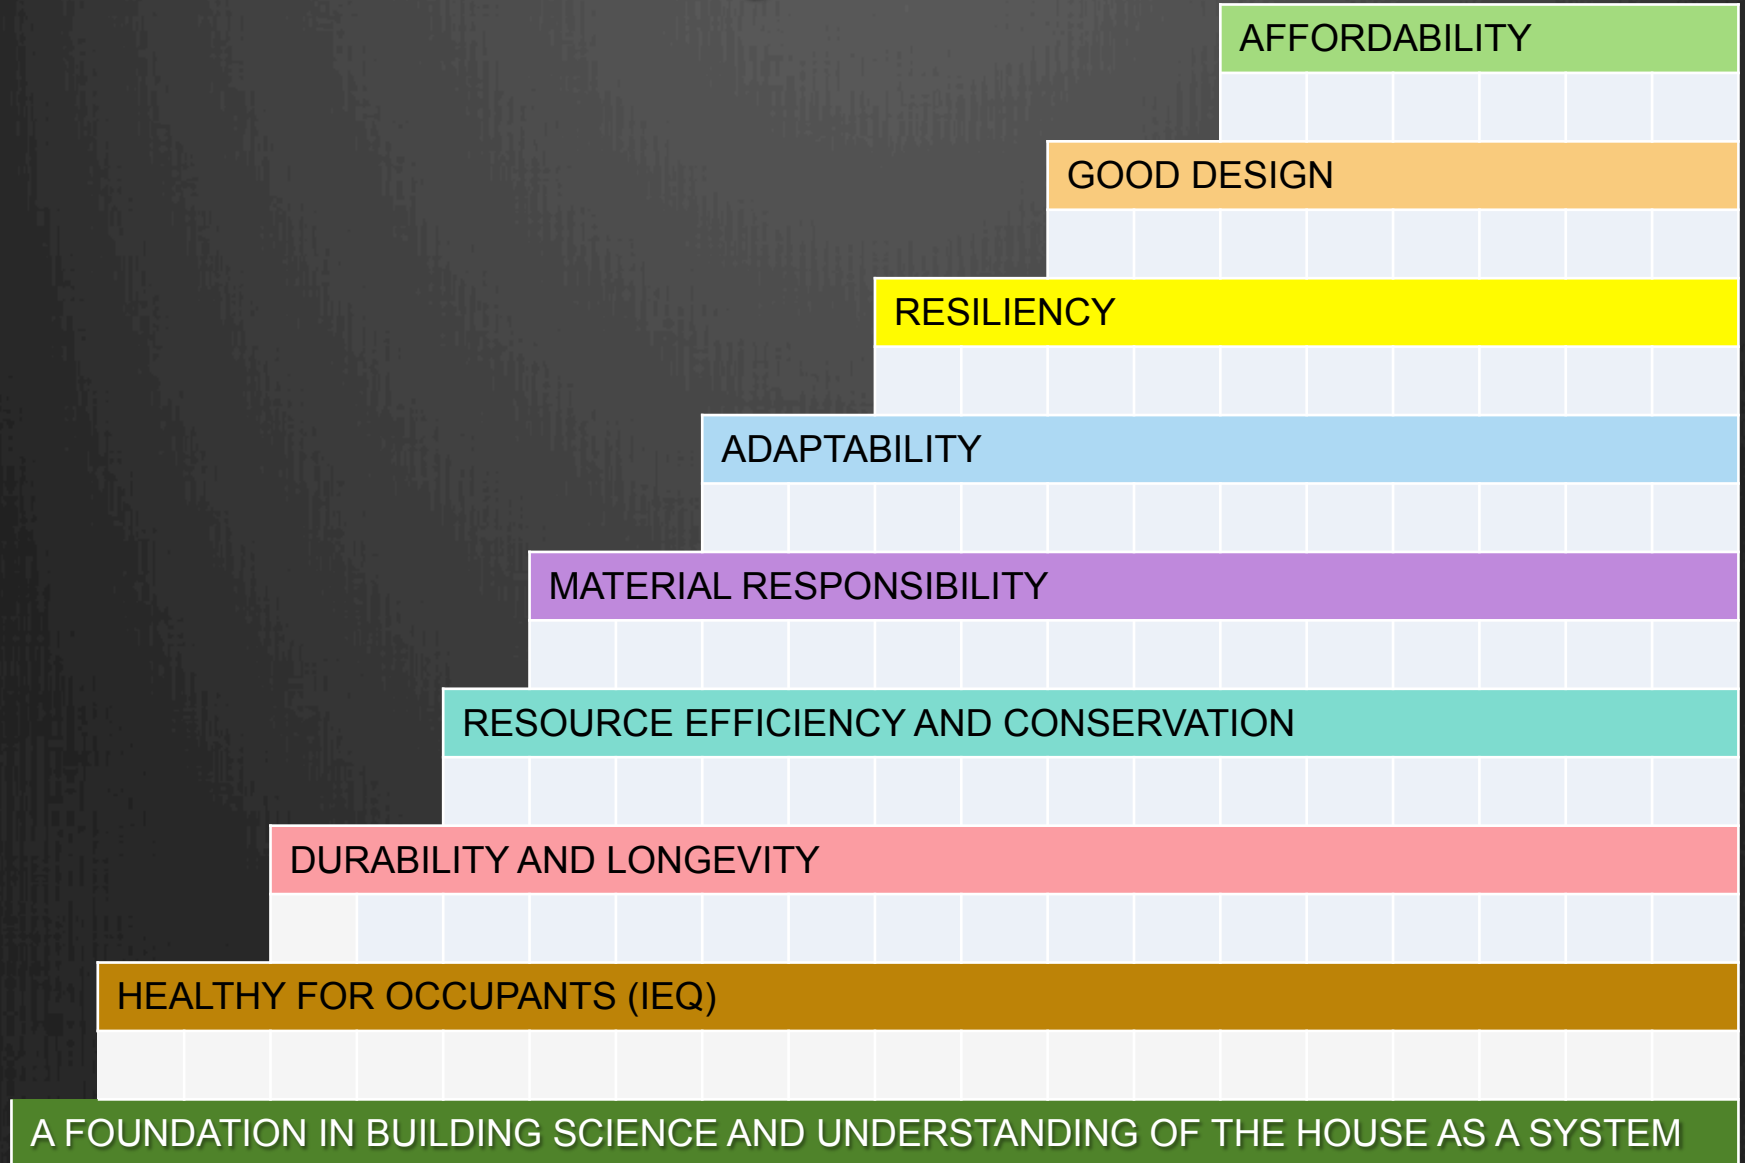 AFFORDABILITY
GOOD DESIGN
RESILIENCY
ADAPTABILITY
MATERIAL RESPONSIBILITY
RESOURCE EFFICIENCY AND CONSERVATION
DURABILITY AND LONGEVITY
HEALTHY FOR OCCUPANTS (IEQ)
A FOUNDATION IN BUILDING SCIENCE AND UNDERSTANDING OF THE HOUSE AS A SYSTEM